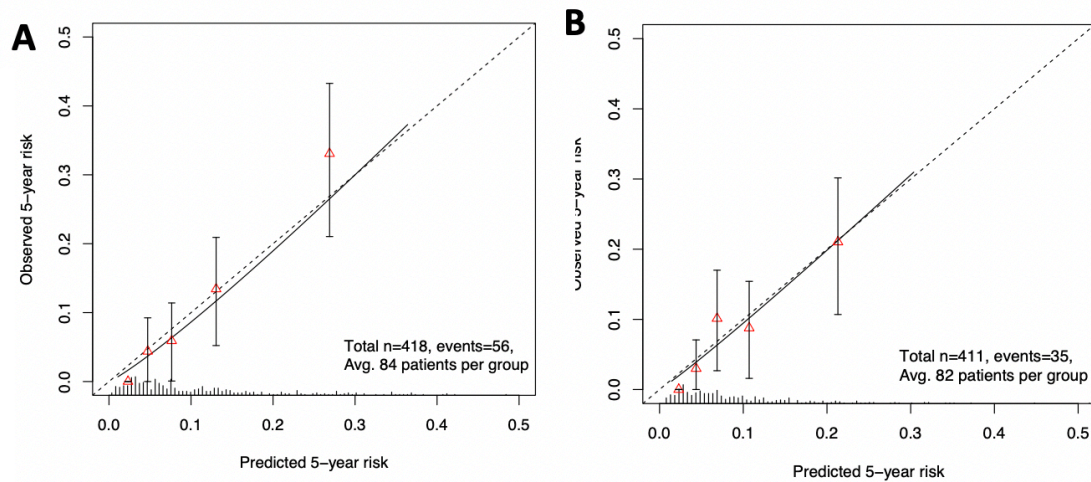 A
Observed 5-year risk
0.5
0.4
0.3
0.2
0.1
0.0
Total n=418, events=56,
Avg. 84 patients per group
0.0 0.1 0.2 0.3 0.4 0.5
Predicted 5-year risk
B
Observed 5-year risk
0.5
0.4
0.3
0.2
0.1
0.0
Total n=411, events=35,
Avg. 82 patients per group
0.0 0.1 0.2 0.3 0.4 0.5
Predicted 5-year risk